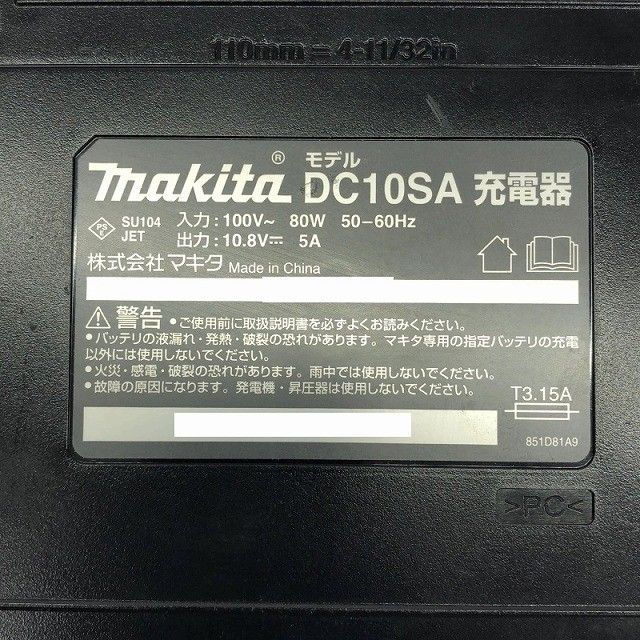 110mm = 4-11/32in
makita® モデル DC10SA 充電器
PSE SU104 JET
入力:100V~ 80W 50-60Hz
出力:10.8V⎓ 5A
株式会社マキタ Made in China
警告 •ご使用前に取扱説明書を必ずよくお読みください。
•バッテリの液漏れ・発熱・破裂の恐れがあります。マキタ専用の指定バッテリの充電
以外には使用しないでください。
•火災・感電・破裂の恐れがあります。雨中では使用しないでください。
•故障の原因になります。発電機・昇圧器は使用しないでください。
T3.15A
851D81A9
>PC<